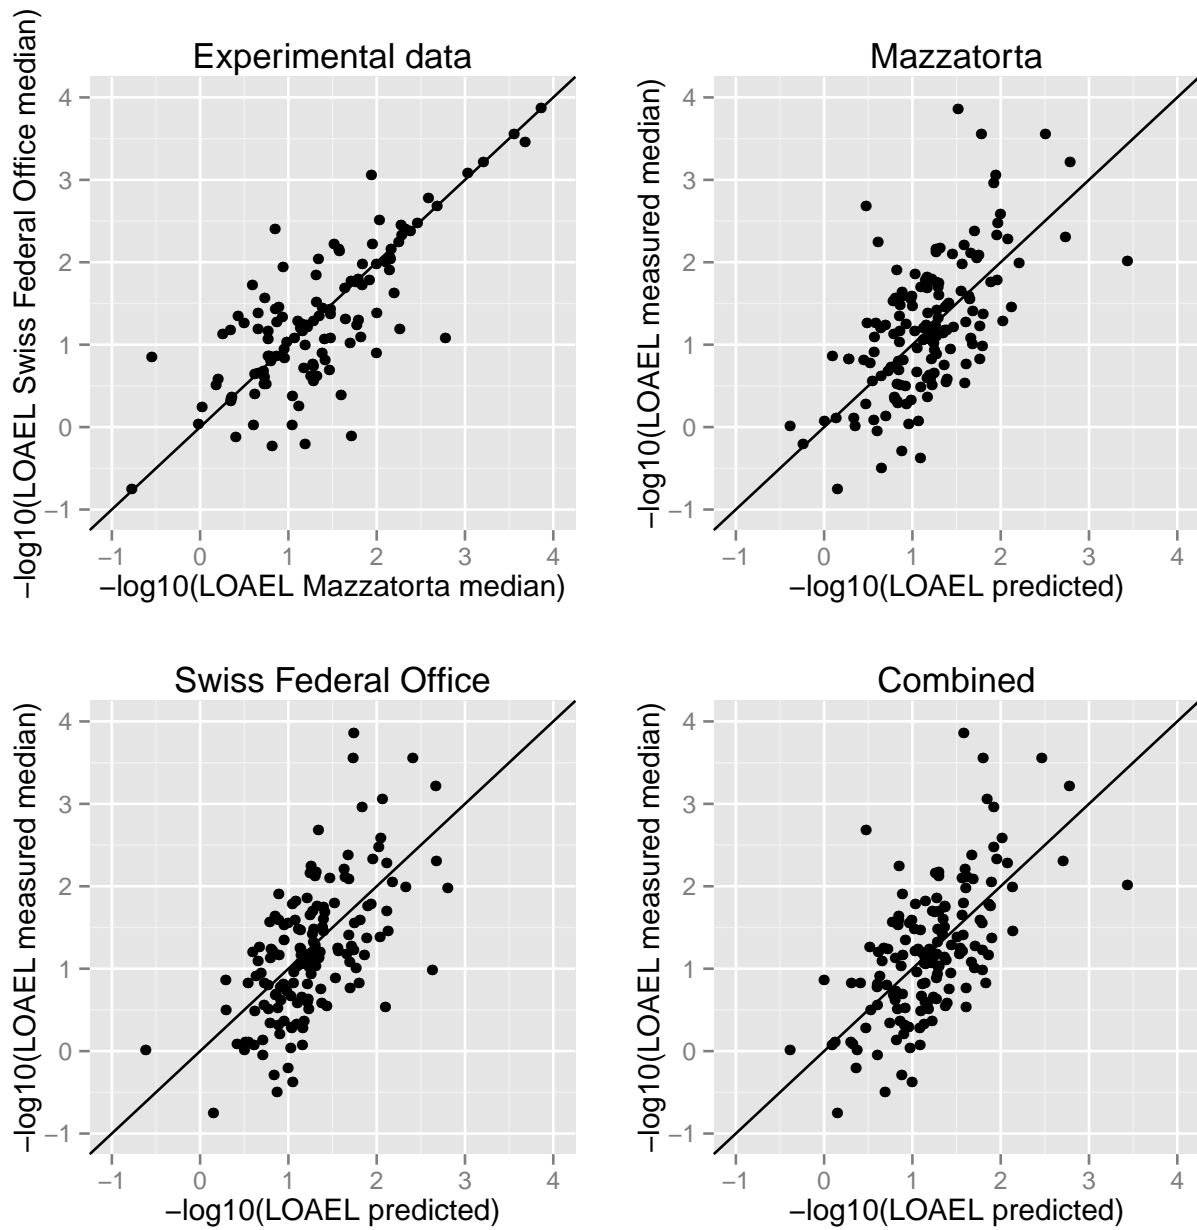 Experimental data
−log10(LOAEL Swiss Federal Office median)
4
3
2
1
0
−1
−1 0 1 2 3 4
−log10(LOAEL Mazzatorta median)
Mazzatorta
−log10(LOAEL measured median)
4
3
2
1
0
−1
−1 0 1 2 3 4
−log10(LOAEL predicted)
Swiss Federal Office
−log10(LOAEL measured median)
4
3
2
1
0
−1
−1 0 1 2 3 4
−log10(LOAEL predicted)
Combined
−log10(LOAEL measured median)
4
3
2
1
0
−1
−1 0 1 2 3 4
−log10(LOAEL predicted)